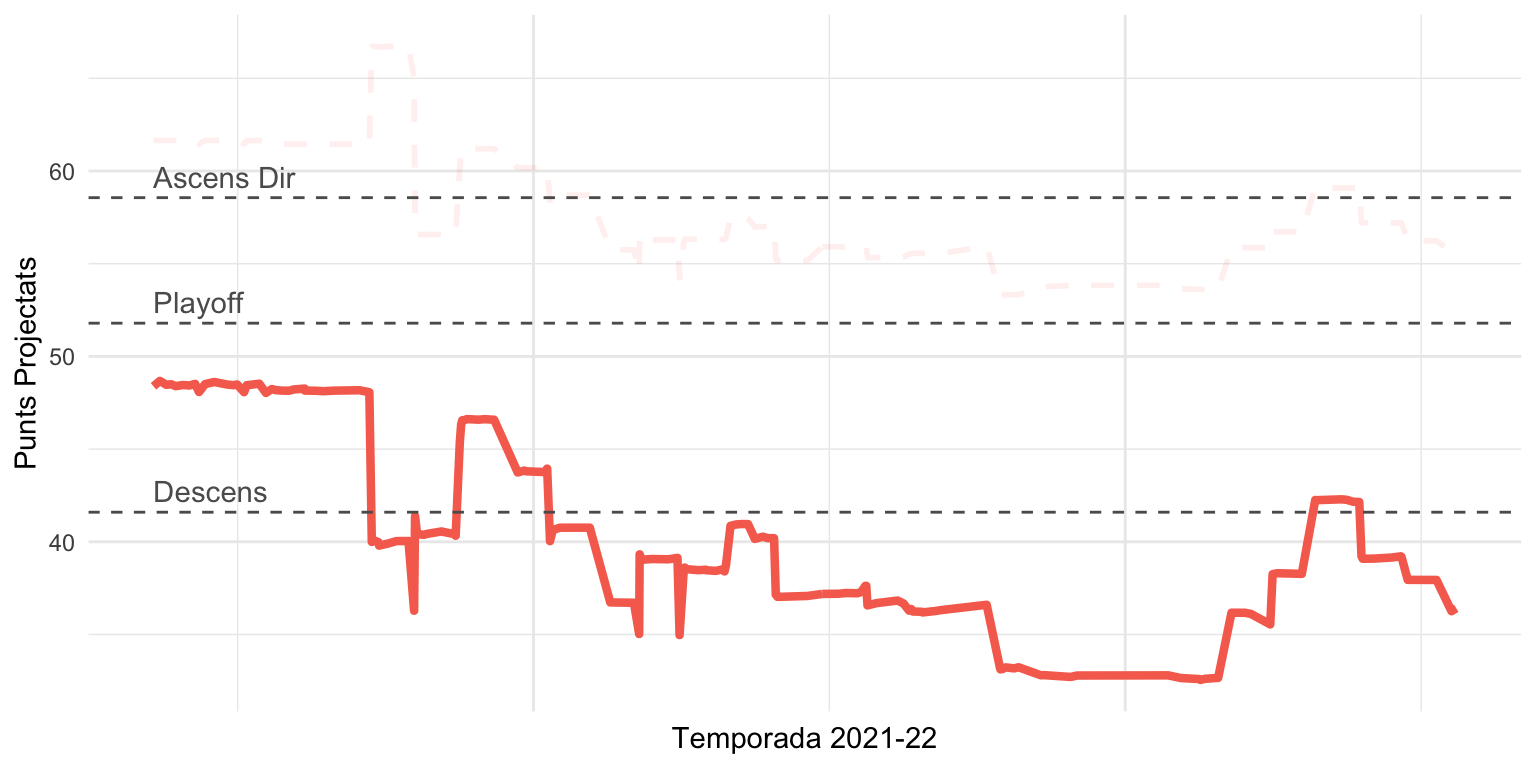 60
Ascens Dir
Playoff
50
Descens
40
Punts Projectats
Temporada 2021-22